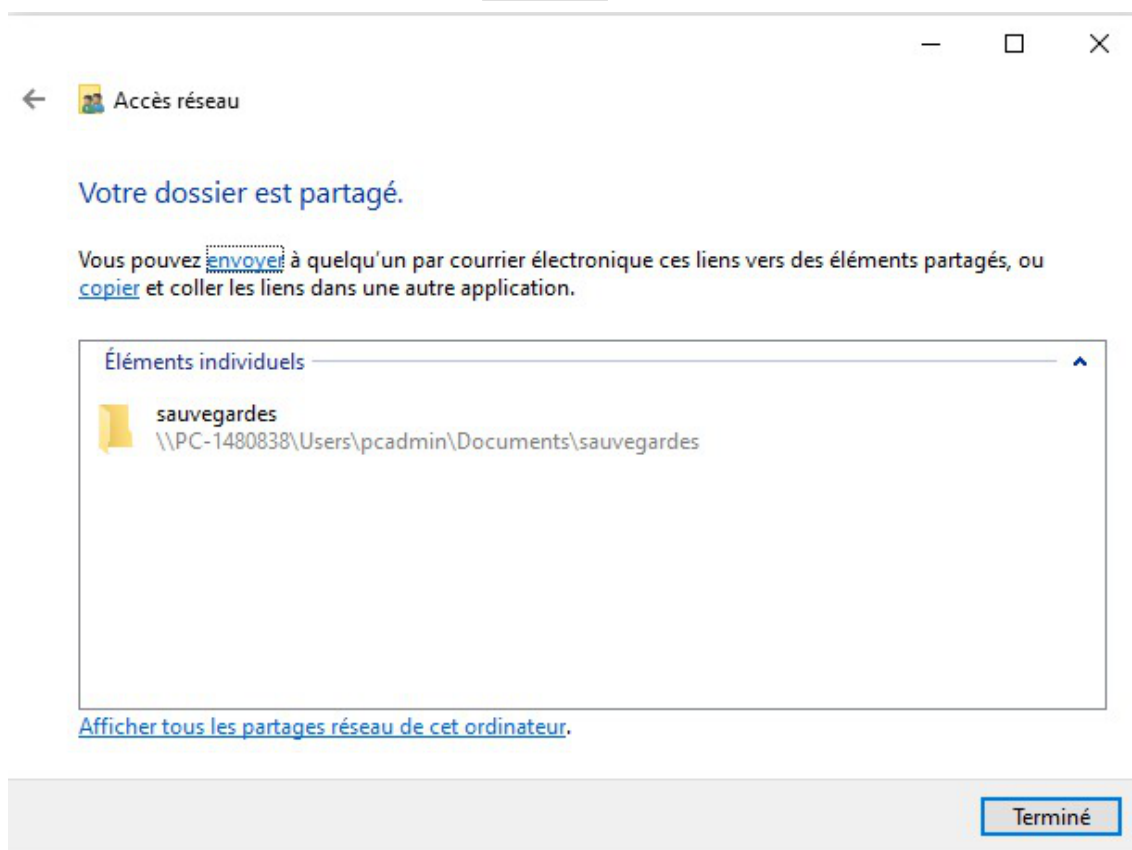 Accès réseau
Votre dossier est partagé.
Vous pouvez envoyer à quelqu'un par courrier électronique ces liens vers des éléments partagés, ou
copier et coller les liens dans une autre application.
Éléments individuels
sauvegardes
\\PC-1480838\Users\pcadmin\Documents\sauvegardes
Afficher tous les partages réseau de cet ordinateur.
Terminé